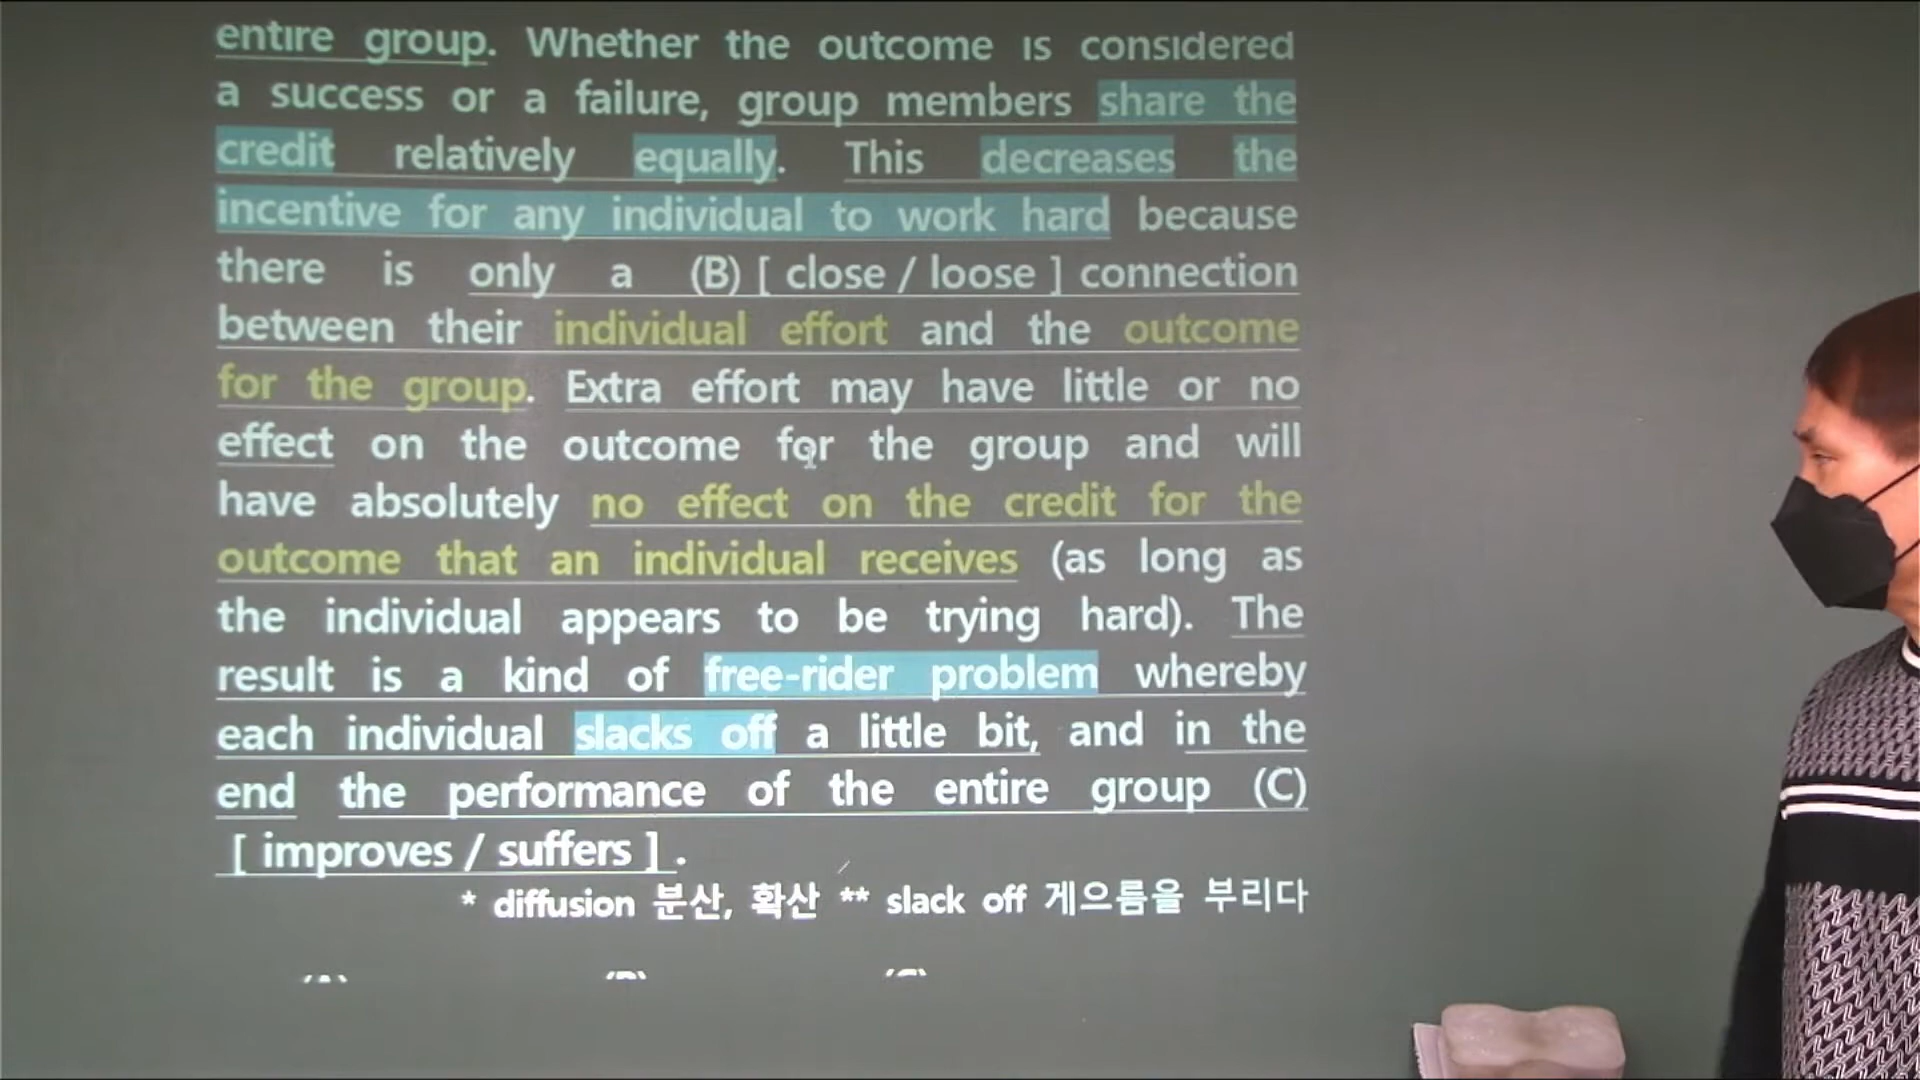 entire group. Whether the outcome is considered
a success or a failure, group members share the
credit relatively equally. This decreases the
incentive for any individual to work hard because
there is only a (B) [ close / loose ] connection
between their individual effort and the outcome
for the group. Extra effort may have little or no
effect on the outcome for the group and will
have absolutely no effect on the credit for the
outcome that an individual receives (as long as
the individual appears to be trying hard). The
result is a kind of free-rider problem whereby
each individual slacks off a little bit, and in the
end the performance of the entire group (C)
[ improves / suffers ] .
* diffusion 분산, 확산 ** slack off 게으름을 부리다